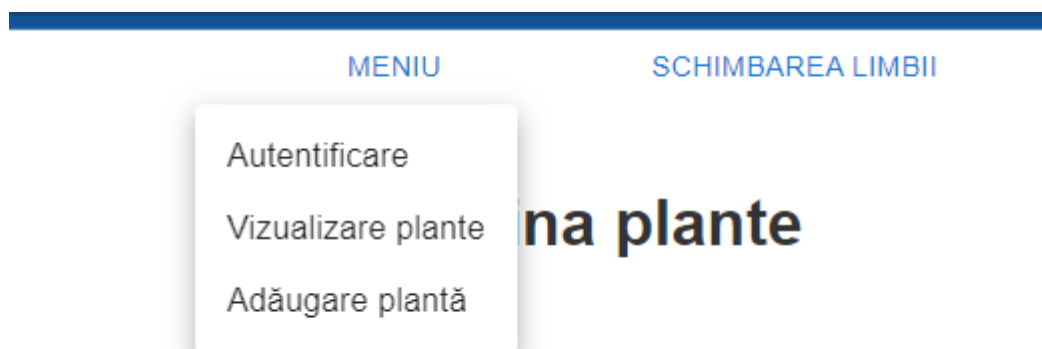 MENIU SCHIMBAREA LIMBII
Autentificare
Vizualizare plante
plante
Adăugare plantă